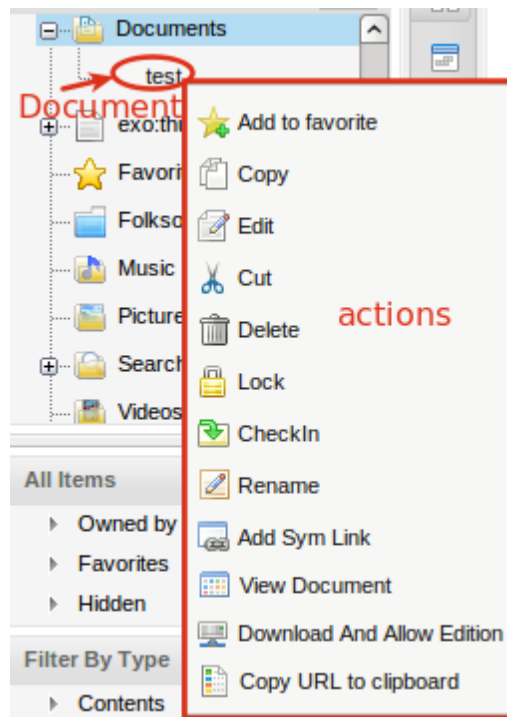 Documents
test
Document
exo:th
Favori
Folkso
Music
Picture
Search
Videos
Add to favorite
Copy
Edit
Cut
Delete
actions
Lock
CheckIn
Rename
Add Sym Link
View Document
Download And Allow Edition
Copy URL to clipboard
All Items
Owned by
Favorites
Hidden
Filter By Type
Contents